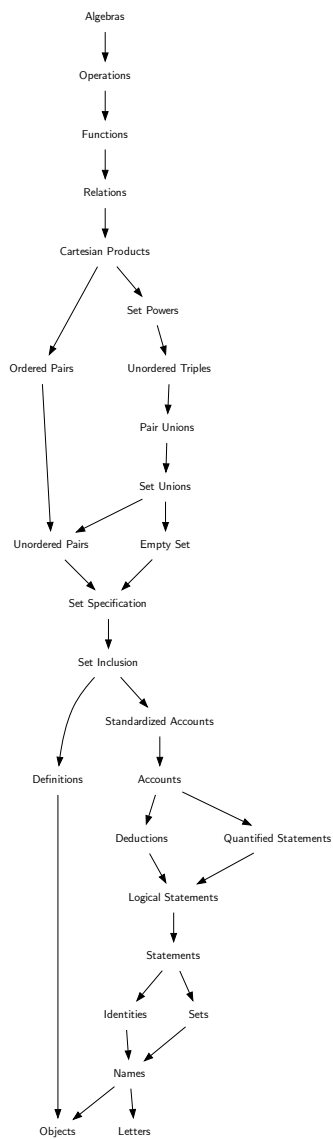 Algebras
Operations
Functions
Relations
Cartesian Products
Set Powers
Ordered Pairs
Unordered Triples
Pair Unions
Set Unions
Unordered Pairs
Empty Set
Set Specification
Set Inclusion
Standardized Accounts
Definitions
Accounts
Deductions
Quantified Statements
Logical Statements
Statements
Identities
Sets
Names
Objects
Letters